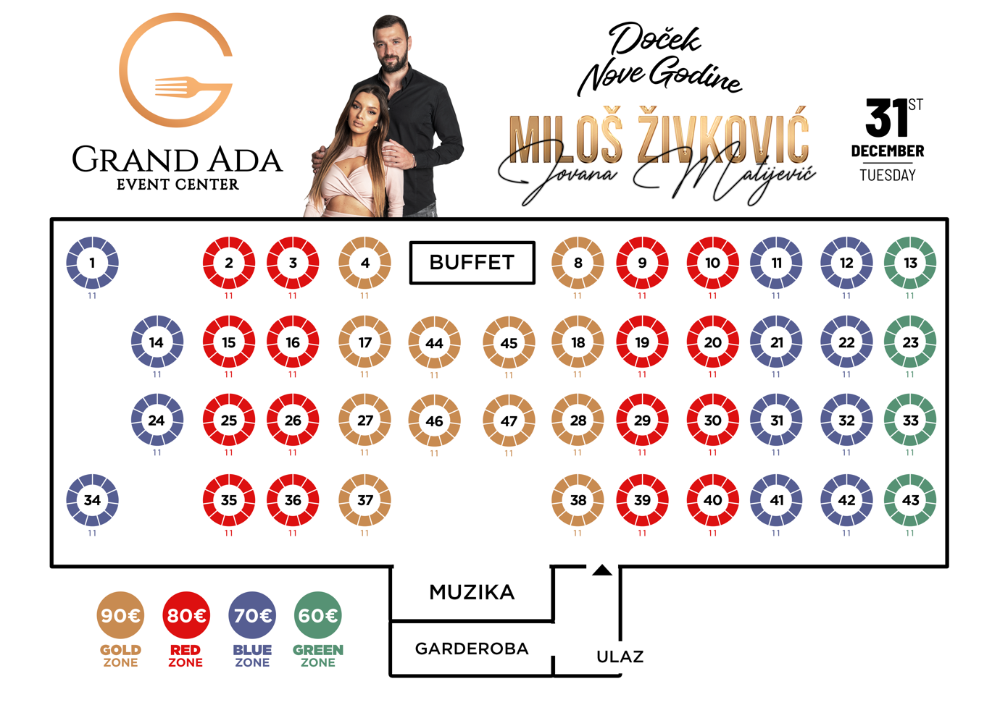 GRAND ADA
EVENT CENTER
Doček
Nove Godine
MILOŠ ŽIVKOVIĆ
Jovana Matijević
31ST
DECEMBER
TUESDAY
1 2 3 4 BUFFET 8 9 10 11 12 13
11 11 11 11 11 11 11 11 11 11
14 15 16 17 44 45 18 19 20 21 22 23
11 11 11 11 11 11 11 11 11 11 11 11
24 25 26 27 46 47 28 29 30 31 32 33
11 11 11 11 11 11 11 11 11 11 11 11
34 35 36 37 38 39 40 41 42 43
11 11 11 11 11 11 11 11 11 11
MUZIKA
GARDEROBA
ULAZ
90€ 80€ 70€ 60€
GOLD RED BLUE GREEN
ZONE ZONE ZONE ZONE